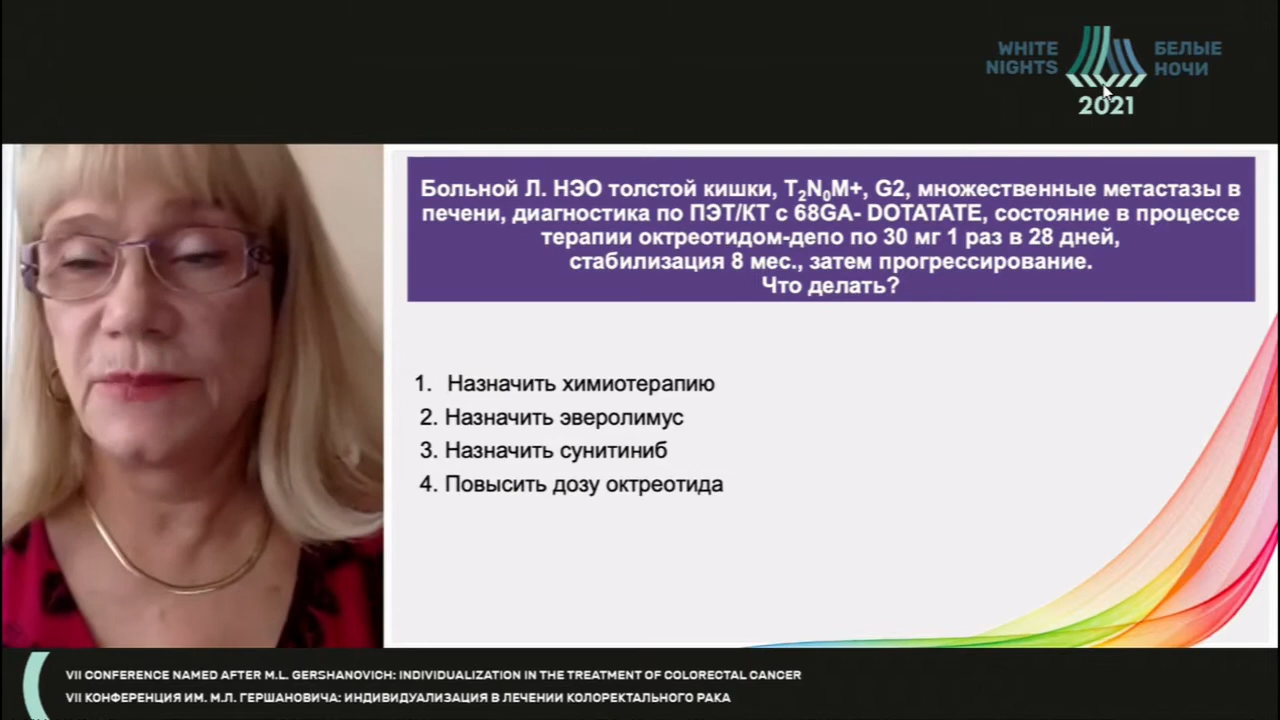 WHITE
NIGHTS
БЕЛЫЕ
НОЧИ
2021
Больной Л. НЭО толстой кишки, T2N0M+, G2, множественные метастазы в
печени, диагностика по ПЭТ/КТ с 68GA- DOTATATE, состояние в процессе
терапии октреотидом-депо по 30 мг 1 раз в 28 дней,
стабилизация 8 мес., затем прогрессирование.
Что делать?
1. Назначить химиотерапию
2. Назначить эверолимус
3. Назначить сунитиниб
4. Повысить дозу октреотида
VII CONFERENCE NAMED AFTER M.L. GERSHANOVICH: INDIVIDUALIZATION IN THE TREATMENT OF COLORECTAL CANCER
VII КОНФЕРЕНЦИЯ ИМ. М.Л. ГЕРШАНОВИЧА: ИНДИВИДУАЛИЗАЦИЯ В ЛЕЧЕНИИ КОЛОРЕКТАЛЬНОГО РАКА